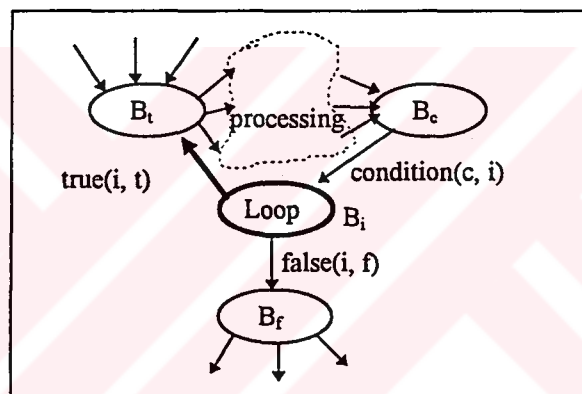 B_t
processing
B_c
true(i, t)
condition(c, i)
Loop
B_i
false(i, f)
B_f